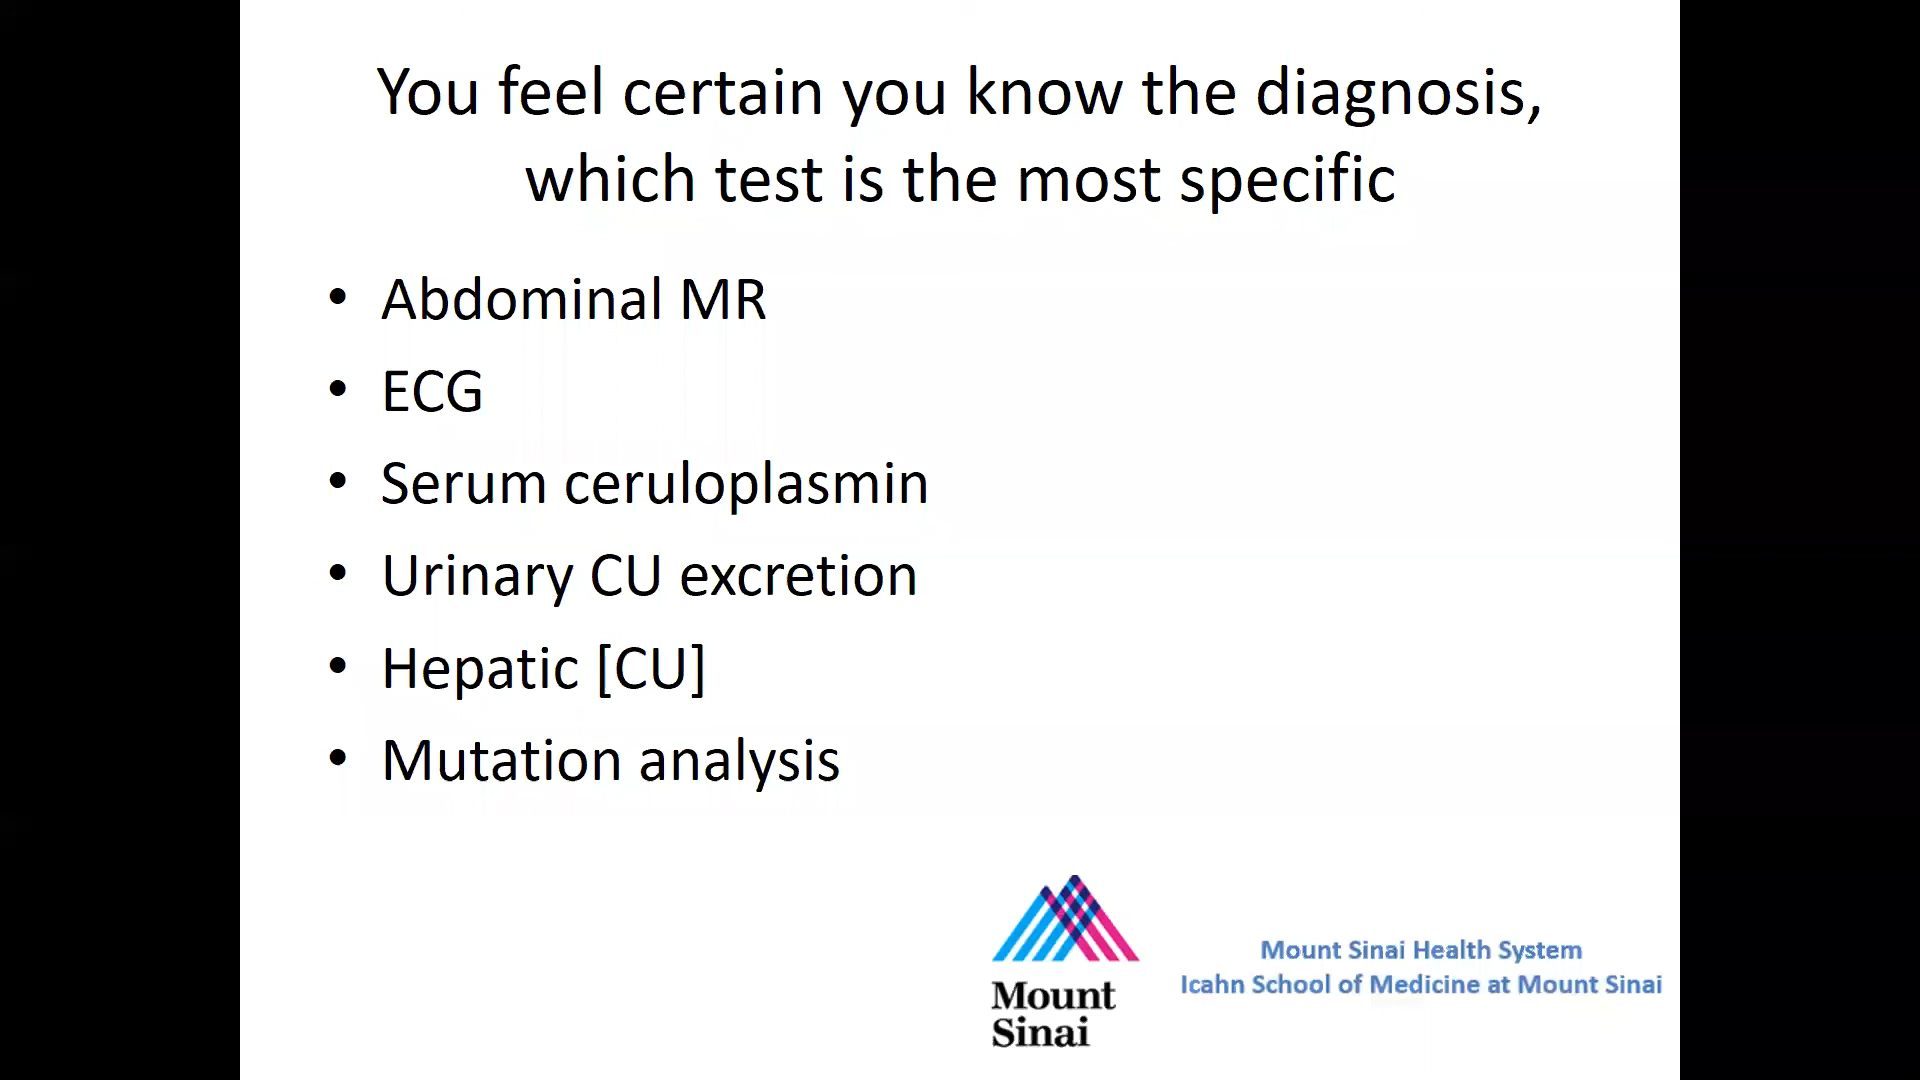 You feel certain you know the diagnosis,
which test is the most specific
• Abdominal MR
• ECG
• Serum ceruloplasmin
• Urinary CU excretion
• Hepatic [CU]
• Mutation analysis
Mount
Sinai
Mount Sinai Health System
Icahn School of Medicine at Mount Sinai